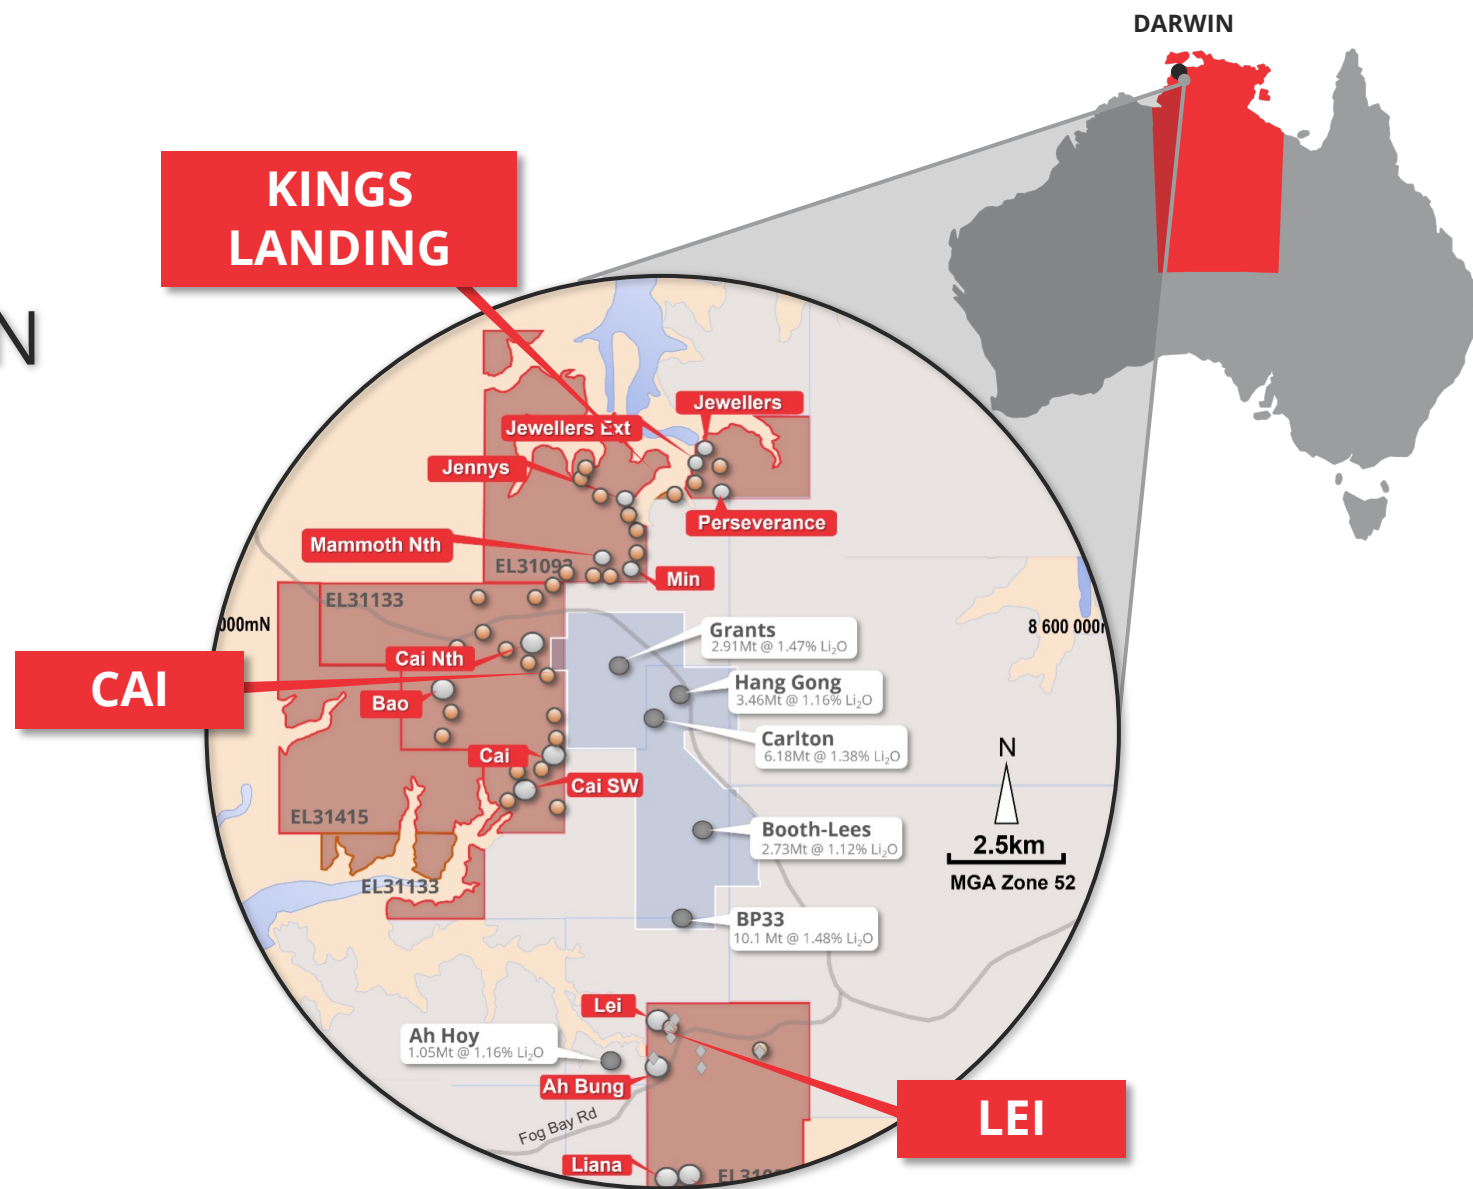 DARWIN
KINGS
LANDING
N
Jewellers
Jewellers Ext
Jennys
Perseverance
Mammoth Nth
EL31093
Min
EL31133
000mN
8 600 000m
Grants
2.91Mt @ 1.47% Li₂O
Cai Nth
CAI
Hang Gong
3.46Mt @ 1.16% Li₂O
Bao
Carlton
6.18Mt @ 1.38% Li₂O
N
Cai
Cai SW
EL31415
Booth-Lees
2.73Mt @ 1.12% Li₂O
2.5km
MGA Zone 52
EL31133
BP33
10.1 Mt @ 1.48% Li₂O
Lei
Ah Hoy
1.05Mt @ 1.16% Li₂O
Ah Bung
LEI
Fog Bay Rd
Liana